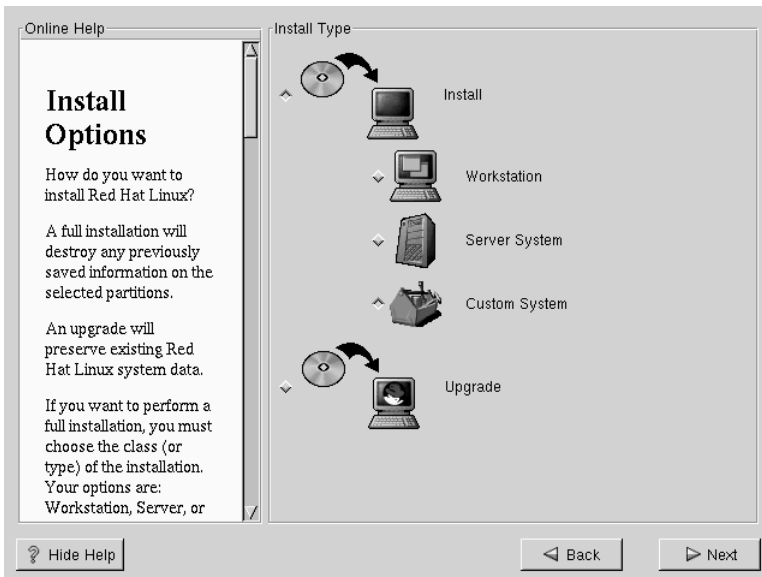 Online Help
Install
Options
How do you want to
install Red Hat Linux?
A full installation will
destroy any previously
saved information on the
selected partitions.
An upgrade will
preserve existing Red
Hat Linux system data.
If you want to perform a
full installation, you must
choose the class (or
type) of the installation.
Your options are:
Workstation, Server, or
Install Type
Install
Workstation
Server System
Custom System
Upgrade
Hide Help
Back
Next